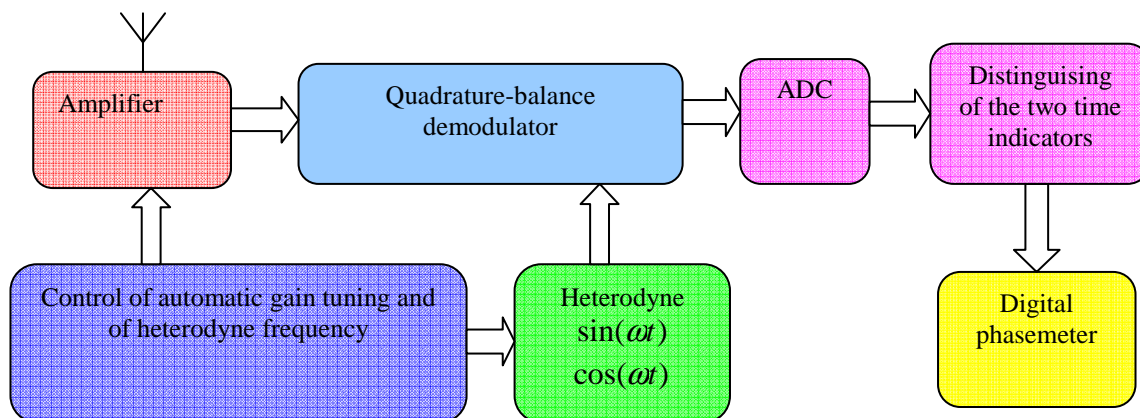 Amplifier
Quadrature-balance
demodulator
ADC
Distinguising
of the two time
indicators
Control of automatic gain tuning and
of heterodyne frequency
Heterodyne
sin(ωt)
cos(ωt)
Digital
phasemeter